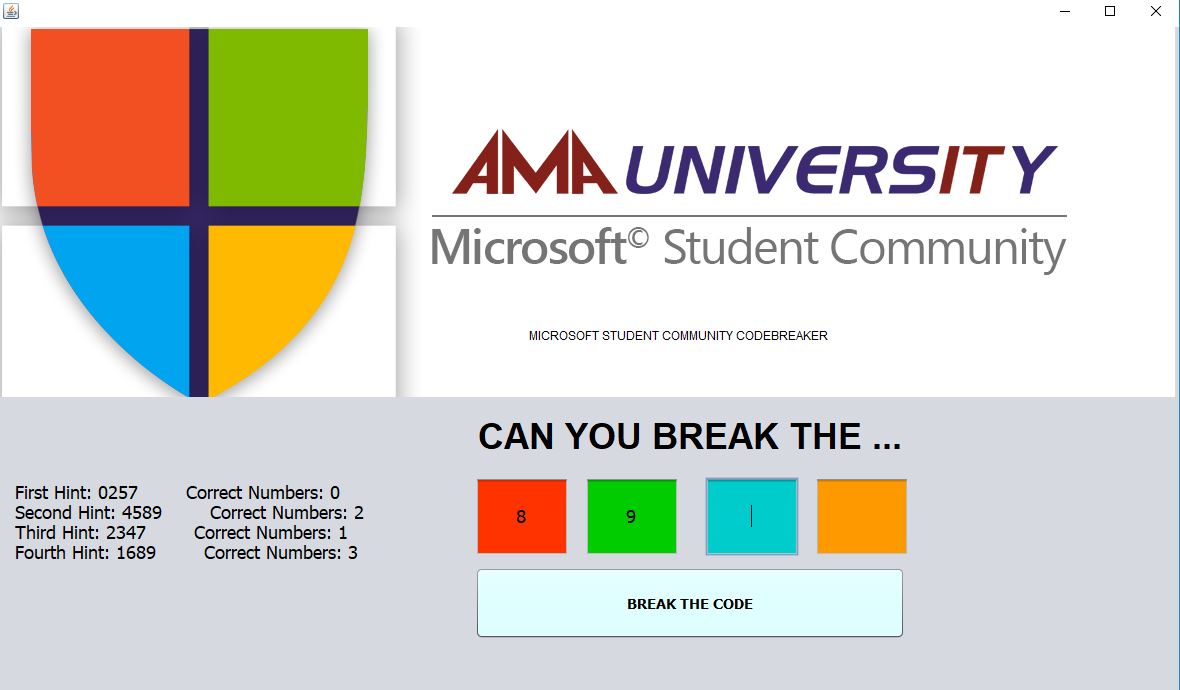 AMA UNIVERSITY
Microsoft© Student Community
MICROSOFT STUDENT COMMUNITY CODEBREAKER
CAN YOU BREAK THE ...
First Hint: 0257 Correct Numbers: 0
Second Hint: 4589 Correct Numbers: 2
Third Hint: 2347 Correct Numbers: 1
Fourth Hint: 1689 Correct Numbers: 3
8 9
BREAK THE CODE